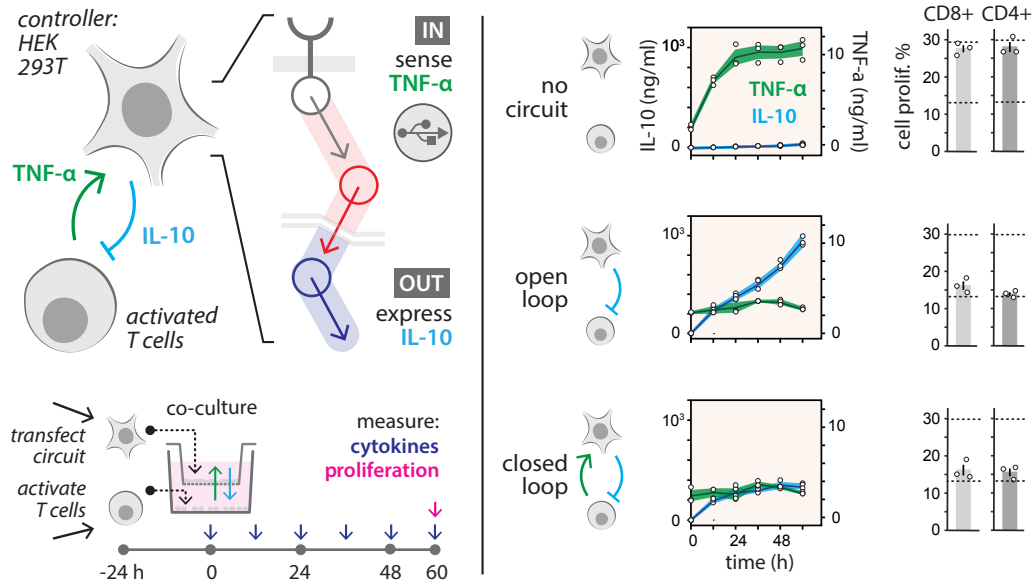 controller:
HEK
293T
TNF-α
IL-10
activated
T cells
IN
sense
TNF-α
OUT
express
IL-10
transfect
circuit
activate
T cells
co-culture
measure:
cytokines
proliferation
-24 h
0
24
48
60
no
circuit
IL-10 (ng/ml)
10³
0
TNF-α
IL-10
10
5
0
TNF-a (ng/ml)
CD8+
CD4+
cell prolif. %
30
20
10
0
open
loop
10³
0
10
5
0
30
20
10
0
closed
loop
10³
0
10
5
0
0
24
48
time (h)
30
20
10
0